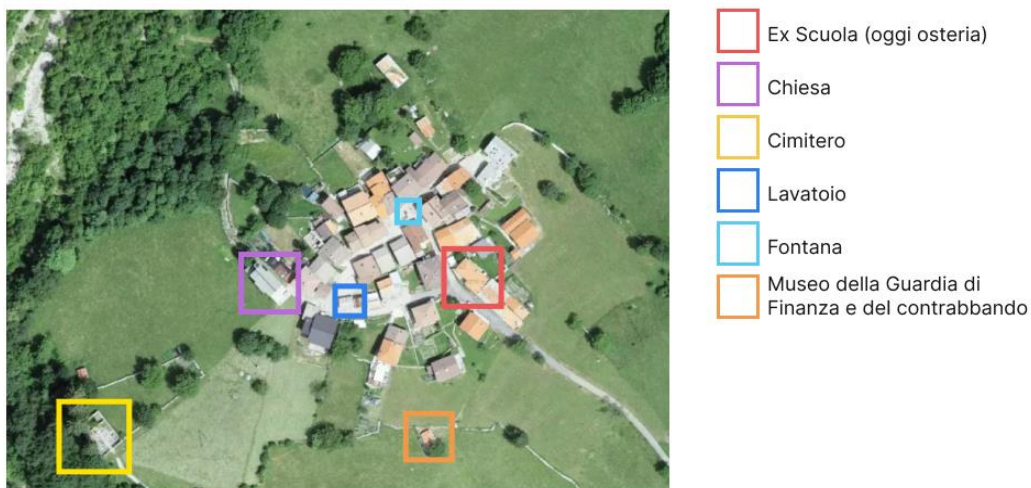 Ex Scuola (oggi osteria)
Chiesa
Cimitero
Lavatoio
Fontana
Museo della Guardia di
Finanza e del contrabbando